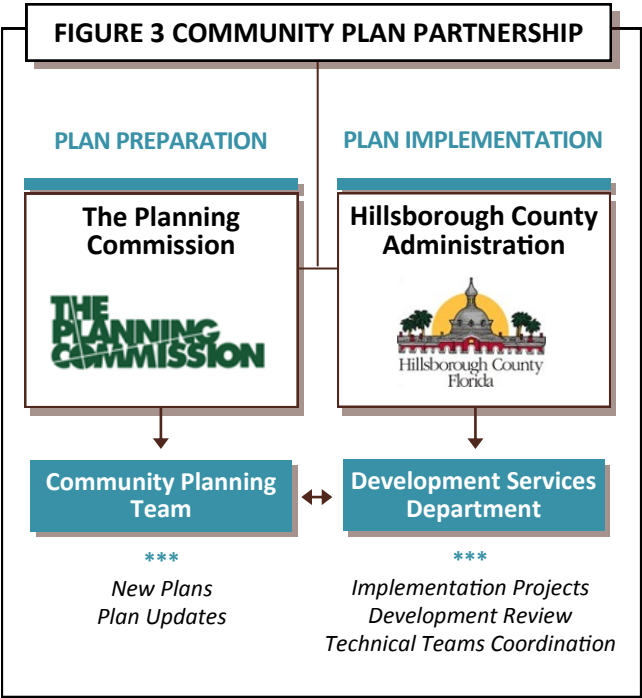 FIGURE 3 COMMUNITY PLAN PARTNERSHIP
PLAN PREPARATION
The Planning
Commission
THE
PLANNING
COMMISSION
Community Planning
Team
***
New Plans
Plan Updates
PLAN IMPLEMENTATION
Hillsborough County
Administration
Hillsborough County
Florida
Development Services
Department
***
Implementation Projects
Development Review
Technical Teams Coordination